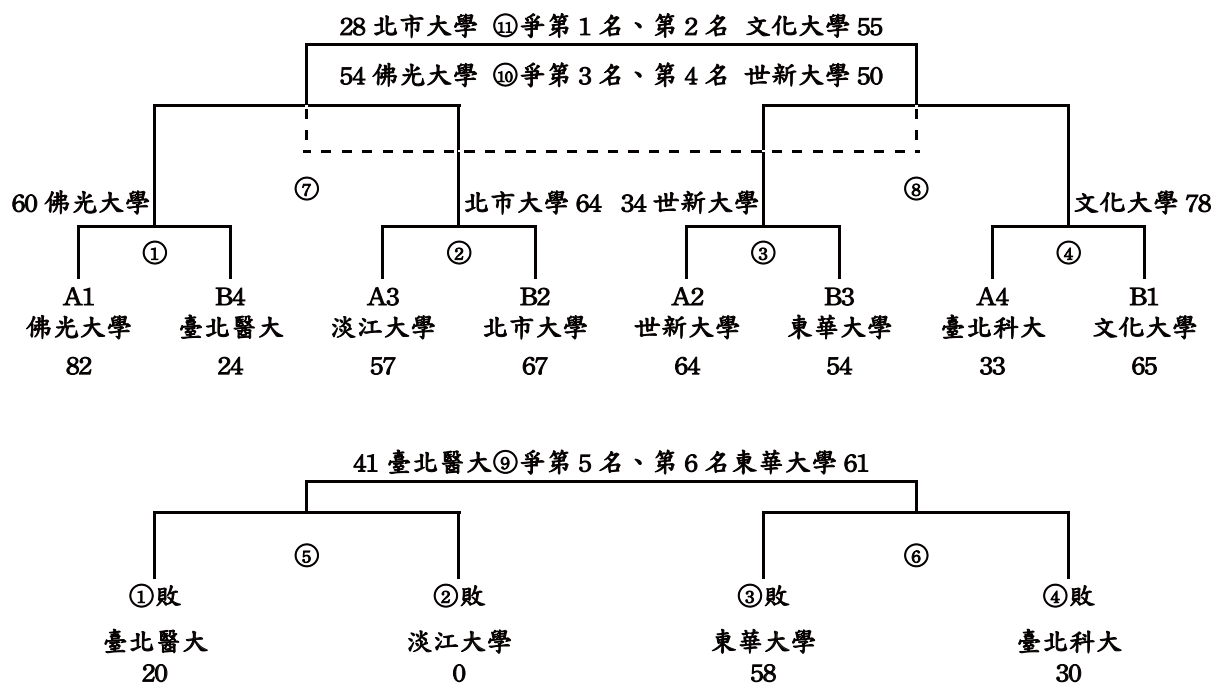 28 北市大學 ⑪爭第 1 名、第 2 名 文化大學 55
54 佛光大學 ⑩爭第 3 名、第 4 名 世新大學 50
⑦ ⑧
60 佛光大學 北市大學 64 34 世新大學 文化大學 78
① ② ③ ④
A1 B4 A3 B2 A2 B3 A4 B1
佛光大學 臺北醫大 淡江大學 北市大學 世新大學 東華大學 臺北科大 文化大學
82 24 57 67 64 54 33 65
41 臺北醫大⑨爭第 5 名、第 6 名東華大學 61
⑤ ⑥
①敗 ②敗 ③敗 ④敗
臺北醫大 淡江大學 東華大學 臺北科大
20 0 58 30